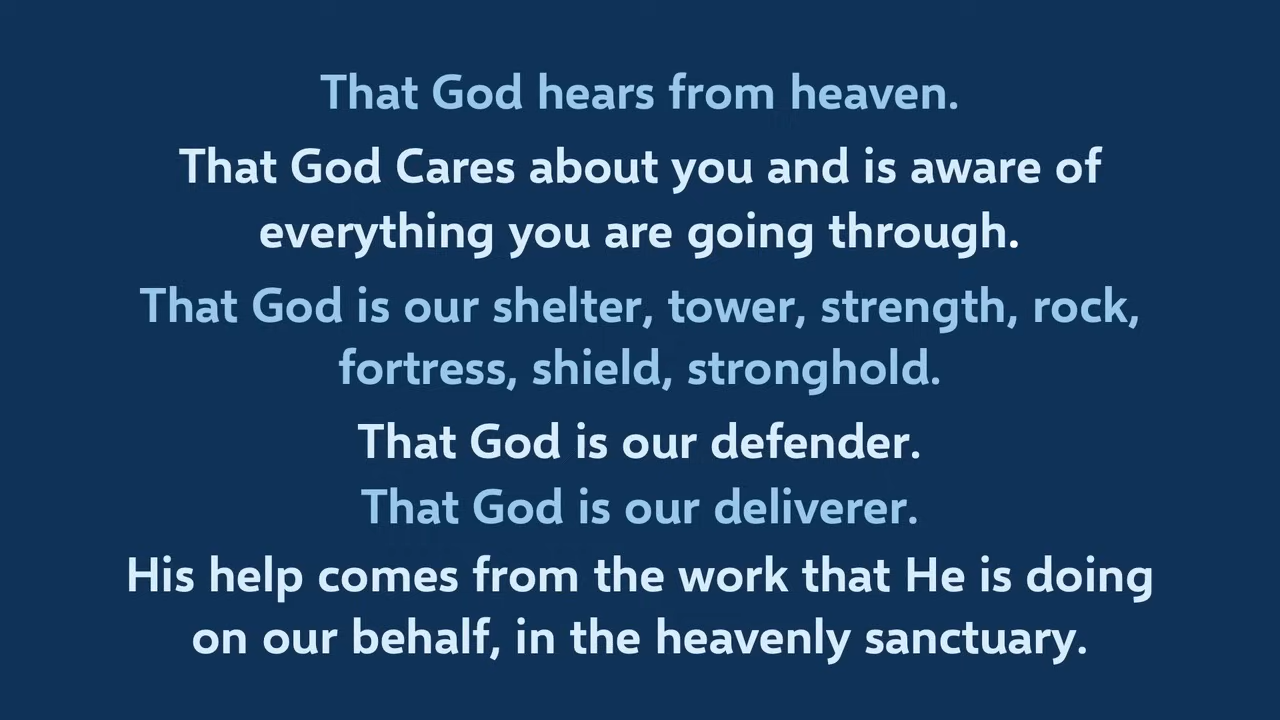 That God hears from heaven.
That God Cares about you and is aware of
everything you are going through.
That God is our shelter, tower, strength, rock,
fortress, shield, stronghold.
That God is our defender.
That God is our deliverer.
His help comes from the work that He is doing
on our behalf, in the heavenly sanctuary.